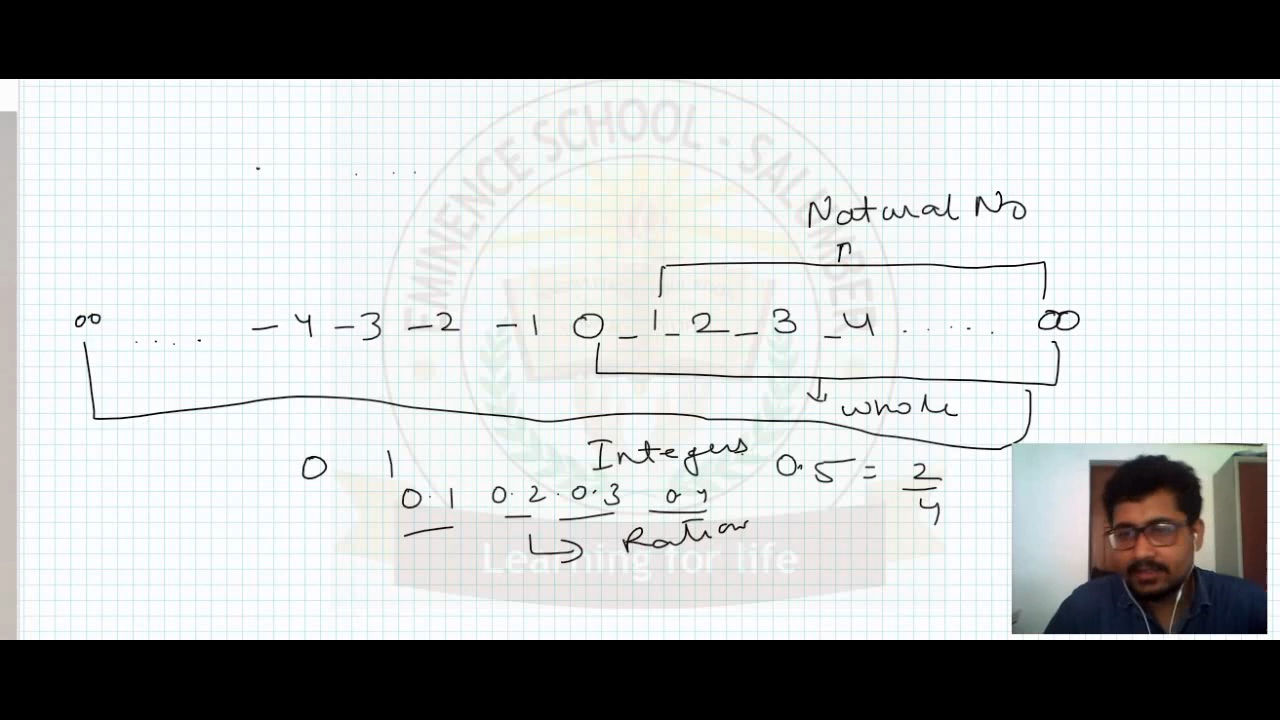 EMINENCE SCHOOL - SALEMBER
Natural No
∞ ..... -4 -3 -2 -1 0 _ 1 _ 2 _ 3 _ 4 ..... ∞
whole
Integers
0 1 0.5 = 2/4
0.1 0.2 0.3 0.4
Ration
Learning for life